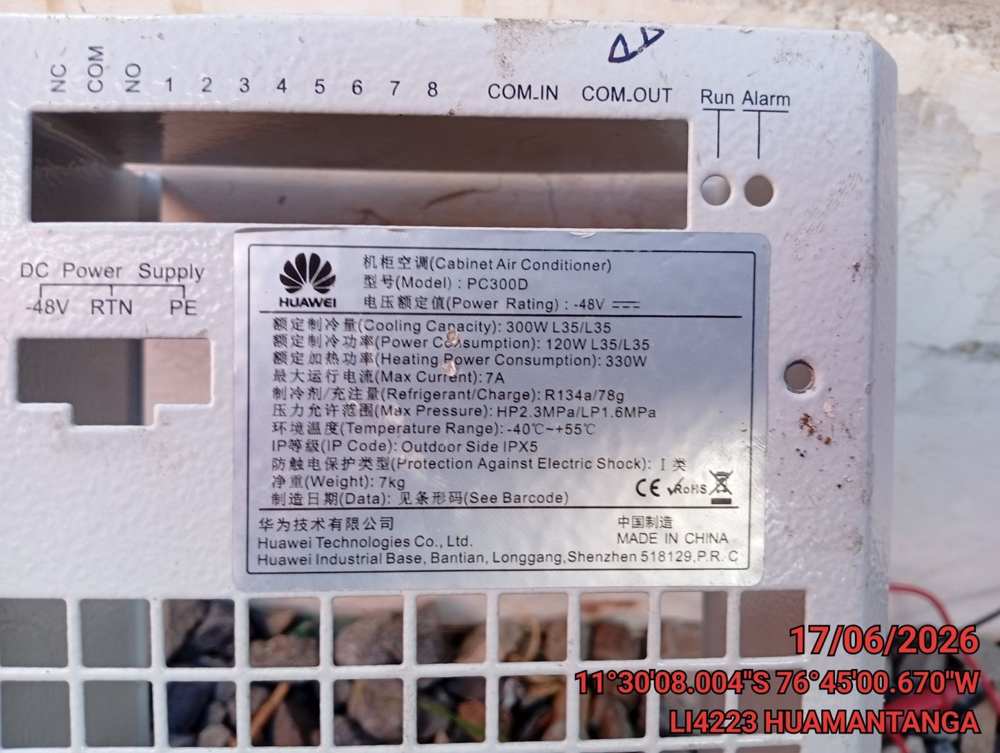 NC COM NO 1 2 3 4 5 6 7 8 COM_IN COM_OUT Run Alarm
DC Power Supply
-48V RTN PE
HUAWEI
机柜空调(Cabinet Air Conditioner)
型号(Model) : PC300D
电压额定值(Power Rating) : -48V
额定制冷量(Cooling Capacity): 300W L35/L35
额定制冷功率(Power Consumption): 120W L35/L35
额定加热功率(Heating Power Consumption): 330W
最大运行电流(Max Current): 7A
制冷剂/充注量(Refrigerant/Charge): R134a/78g
压力允许范围(Max Pressure): HP2.3MPa/LP1.6MPa
环境温度(Temperature Range): -40℃~+55℃
IP等级(IP Code): Outdoor Side IPX5
防触电保护类型(Protection Against Electric Shock): I 类
净重(Weight): 7kg
制造日期(Data): 见条形码(See Barcode)
CE RoHS
华为技术有限公司
中国制造
Huawei Technologies Co., Ltd.
MADE IN CHINA
Huawei Industrial Base, Bantian, Longgang,Shenzhen 518129,P.R. C
17/06/2026
11°30'08.004"S 76°45'00.670"W
LI4223 HUAMANTANGA